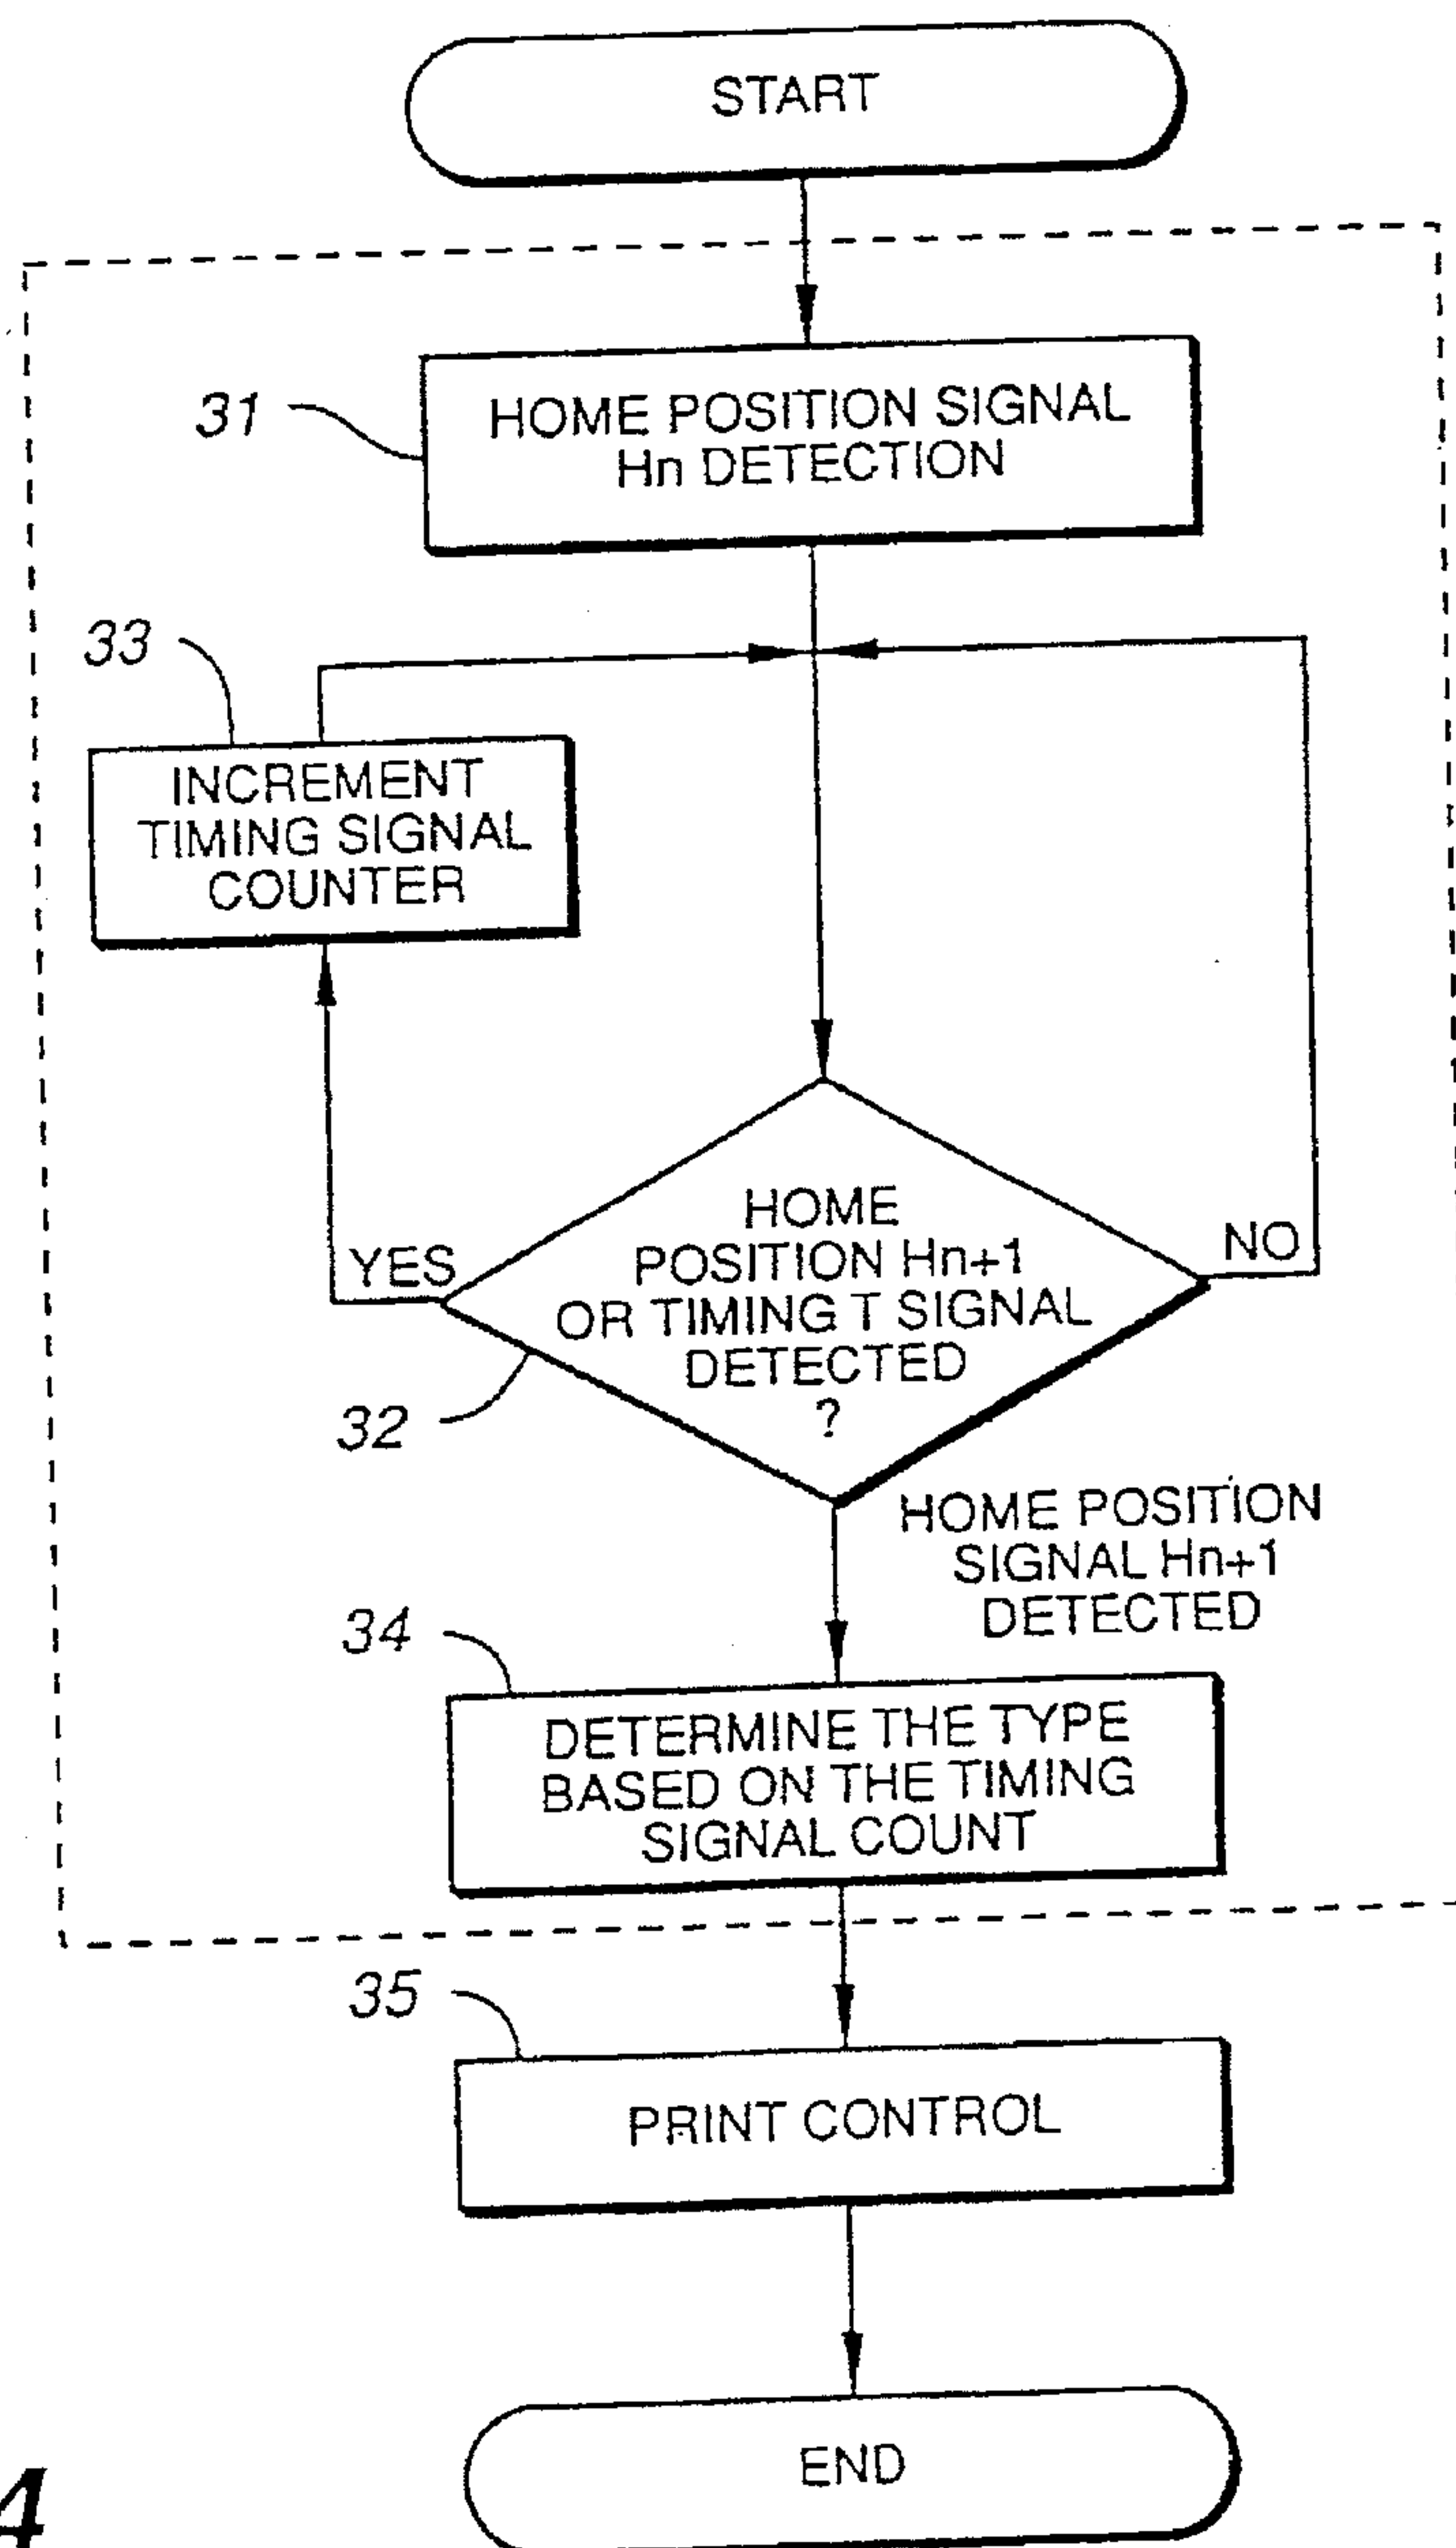 START
31
HOME POSITION SIGNAL
Hn DETECTION
33
INCREMENT
TIMING SIGNAL
COUNTER
YES
HOME
POSITION Hn+1
OR TIMING T SIGNAL
DETECTED
?
NO
32
HOME POSITION
SIGNAL Hn+1
DETECTED
34
DETERMINE THE TYPE
BASED ON THE TIMING
SIGNAL COUNT
35
PRINT CONTROL
END
4